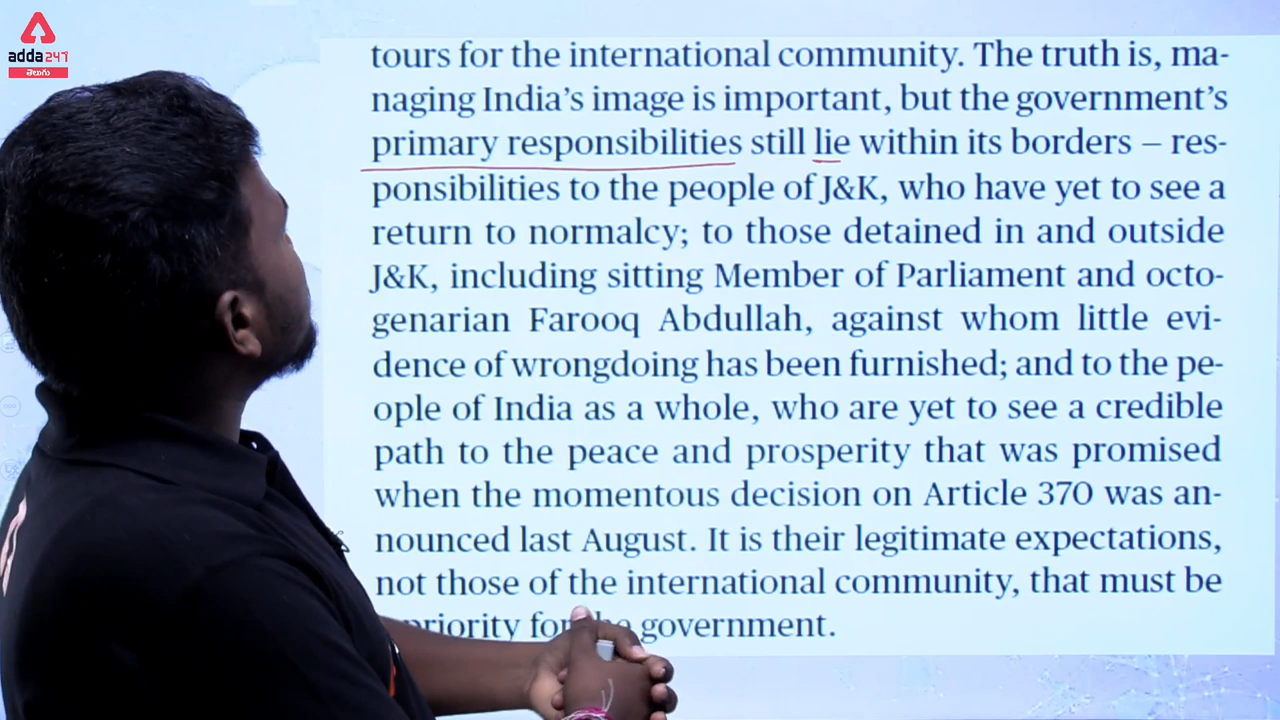 adda247
తెలుగు
tours for the international community. The truth is, ma-
naging India's image is important, but the government's
primary responsibilities still lie within its borders – res-
ponsibilities to the people of J&K, who have yet to see a
return to normalcy; to those detained in and outside
J&K, including sitting Member of Parliament and octo-
genarian Farooq Abdullah, against whom little evi-
dence of wrongdoing has been furnished; and to the pe-
ople of India as a whole, who are yet to see a credible
path to the peace and prosperity that was promised
when the momentous decision on Article 370 was an-
nounced last August. It is their legitimate expectations,
not those of the international community, that must be
priority for government.